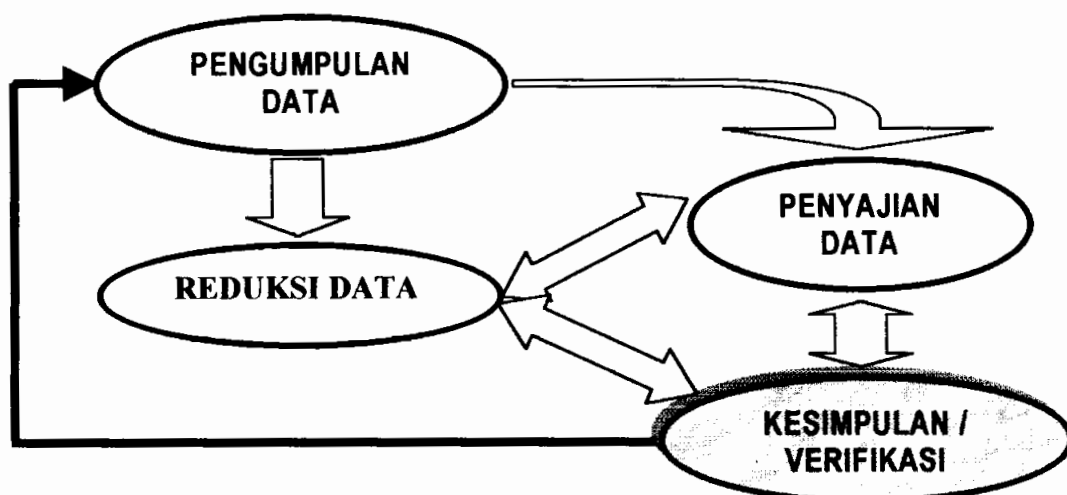 PENGUMPULAN
DATA
PENYAJIAN
DATA
REDUKSI DATA
KESIMPULAN /
VERIFIKASI